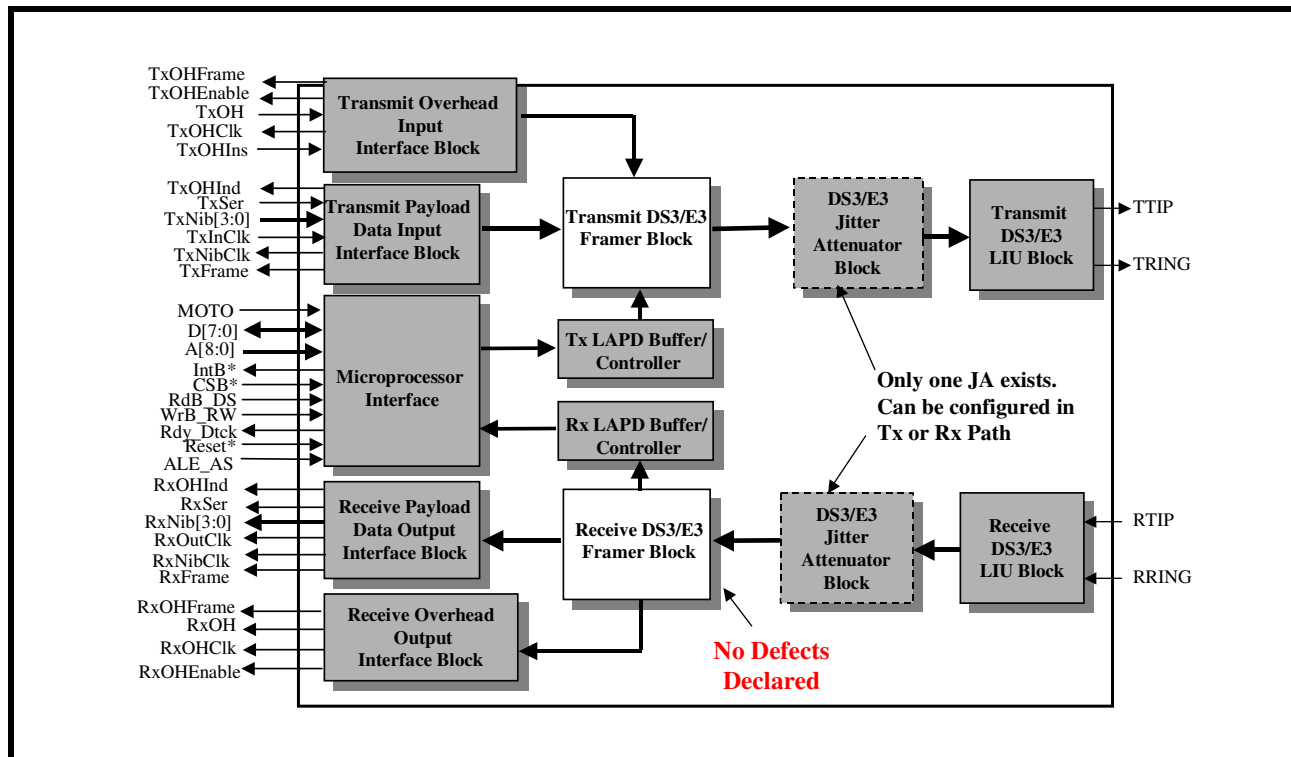 TxOHFrame
TxOHEnable
TxOH
TxOHClk
TxOHIns
Transmit Overhead
Input
Interface Block
TxOHInd
TxSer
TxNib[3:0]
TxInClk
TxNibClk
TxFrame
Transmit Payload
Data Input
Interface Block
Transmit DS3/E3
Framer Block
DS3/E3
Jitter
Attenuator
Block
Transmit
DS3/E3
LIU Block
TTIP
TRING
MOTO
D[7:0]
A[8:0]
IntB*
CSB*
RdB_DS
WrB_RW
Rdy_Dtck
Reset*
ALE_AS
Microprocessor
Interface
Tx LAPD Buffer/
Controller
Rx LAPD Buffer/
Controller
Only one JA exists.
Can be configured in
Tx or Rx Path
RxOHInd
RxSer
RxNib[3:0]
RxOutClk
RxNibClk
RxFrame
Receive Payload
Data Output
Interface Block
Receive DS3/E3
Framer Block
DS3/E3
Jitter
Attenuator
Block
Receive
DS3/E3
LIU Block
RTIP
RRING
RxOHFrame
RxOH
RxOHClk
RxOHEnable
Receive Overhead
Output
Interface Block
No Defects
Declared